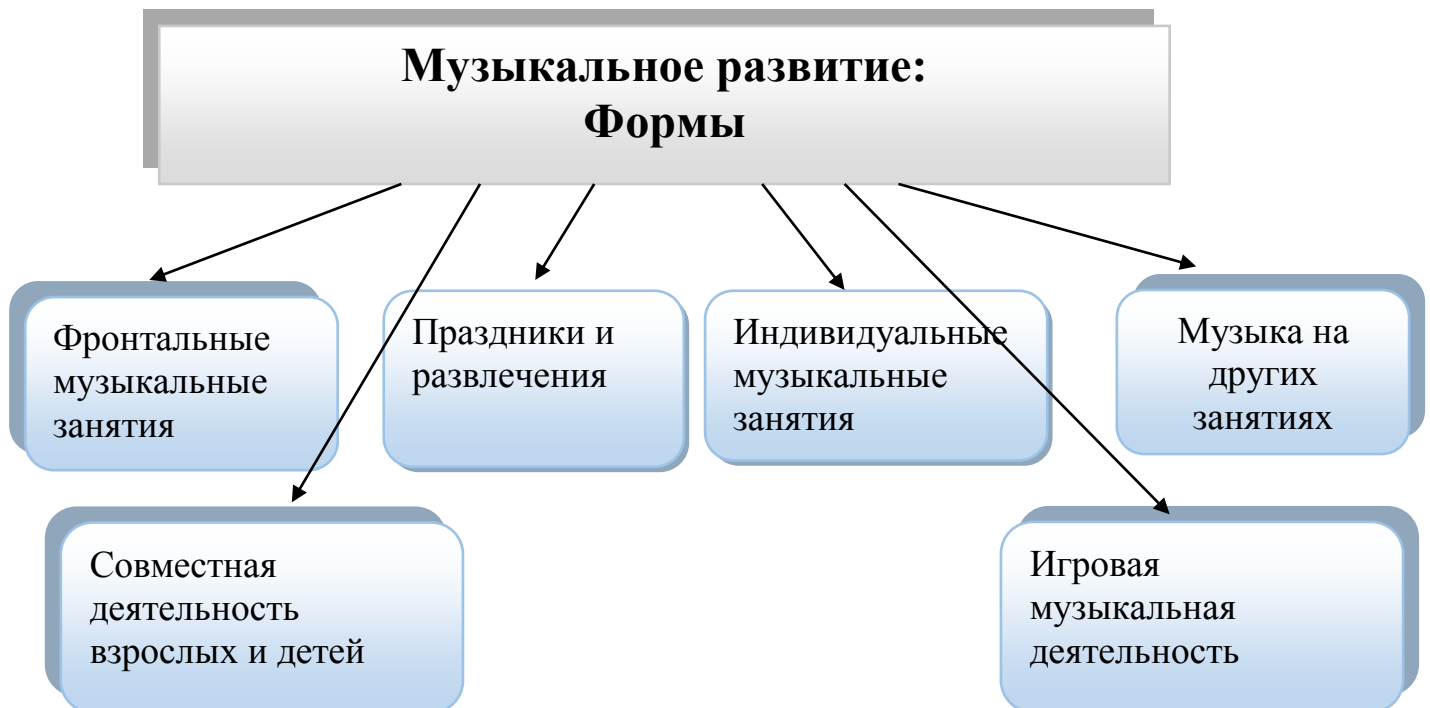 Музыкальное развитие:
Формы
Фронтальные
музыкальные
занятия
Праздники и
развлечения
Индивидуальные
музыкальные
занятия
Музыка на
других
занятиях
Совместная
деятельность
взрослых и детей
Игровая
музыкальная
деятельность